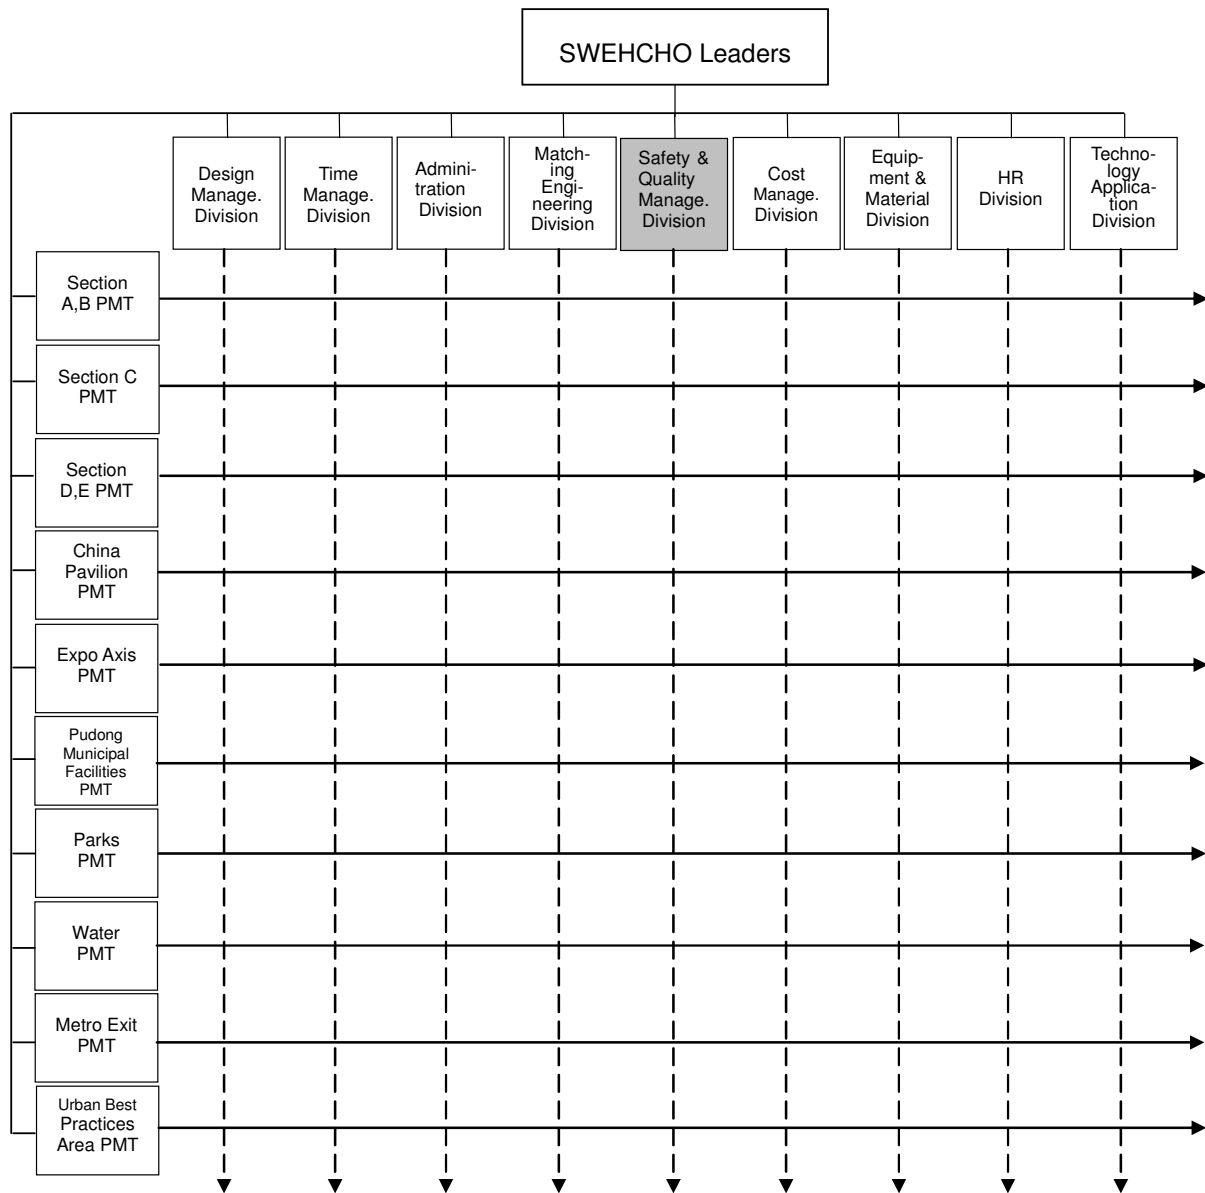 SWEHCHO Leaders
Design
Manage.
Division
Time
Manage.
Division
Admini-
tration
Division
Match-
ing
Engi-
neering
Division
Safety &
Quality
Manage.
Division
Cost
Manage.
Division
Equip-
ment &
Material
Division
HR
Division
Techno-
logy
Applica-
tion
Division
Section
A,B PMT
Section C
PMT
Section
D,E PMT
China
Pavilion
PMT
Expo Axis
PMT
Pudong
Municipal
Facilities
PMT
Parks
PMT
Water
PMT
Metro Exit
PMT
Urban Best
Practices
Area PMT